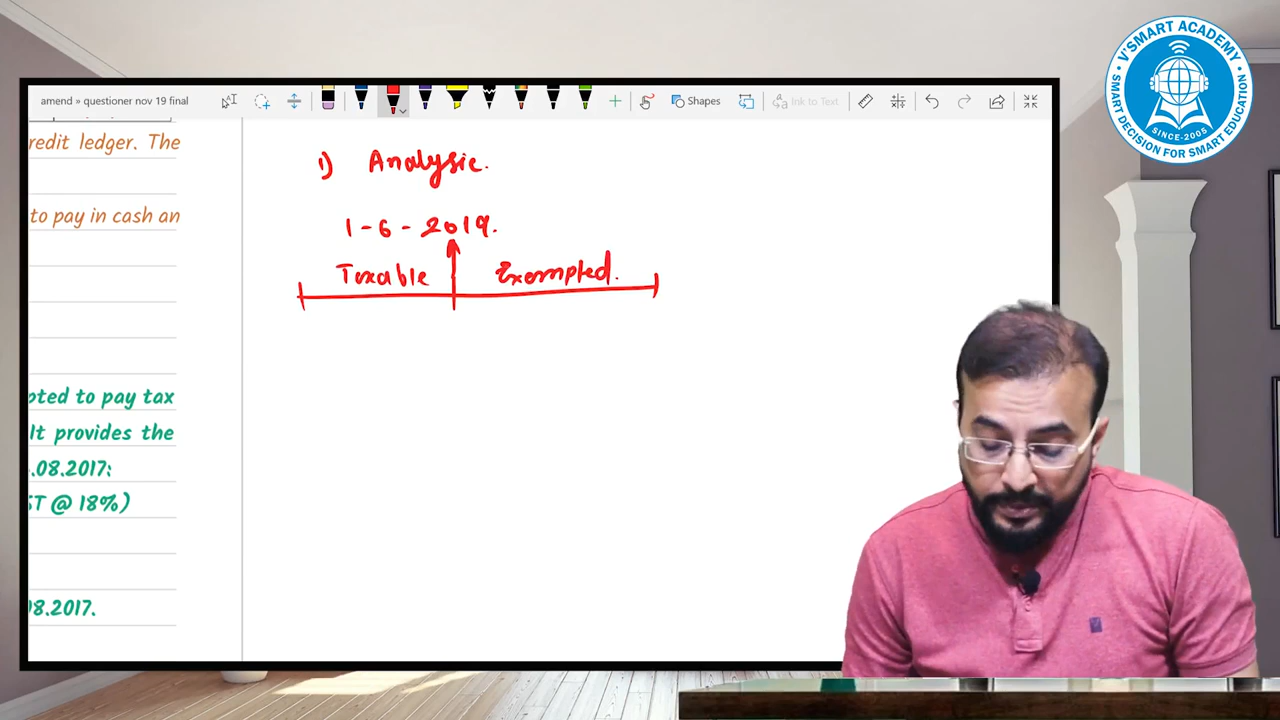 V'SMART ACADEMY
SMART DECISION FOR SMART EDUCATION
SINCE-2005
amend » questioner nov 19 final
Ink to Text
Shapes
redit ledger. The
to pay in cash an
pted to pay tax
It provides the
.08.2017:
ST @ 18%)
08.2017.
1) Analysic.
1-6-2019.
Taxable Exempted.